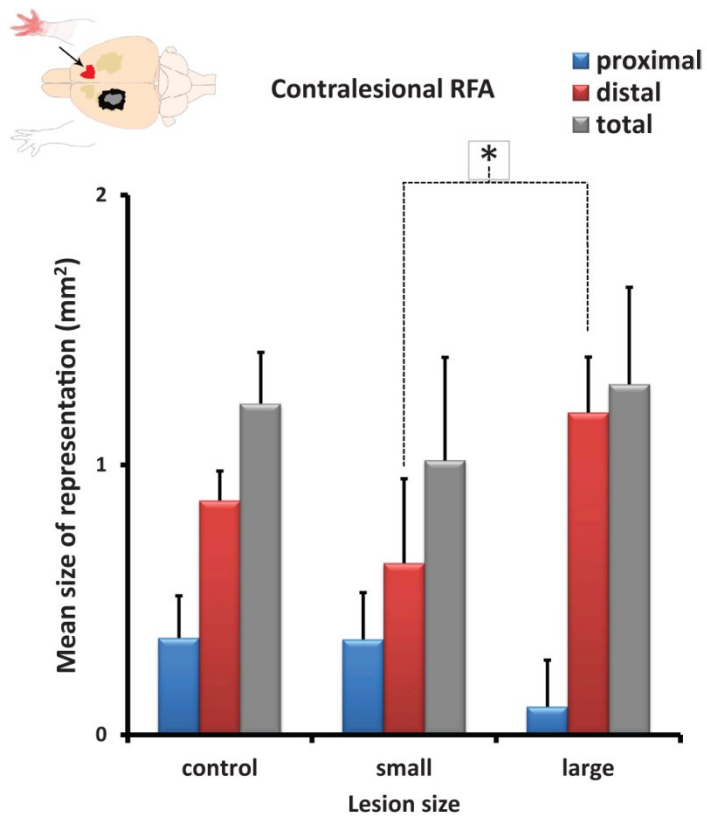 Contralesional RFA
proximal
distal
total
*
Mean size of representation (mm²)
2
1
0
control
small
large
Lesion size